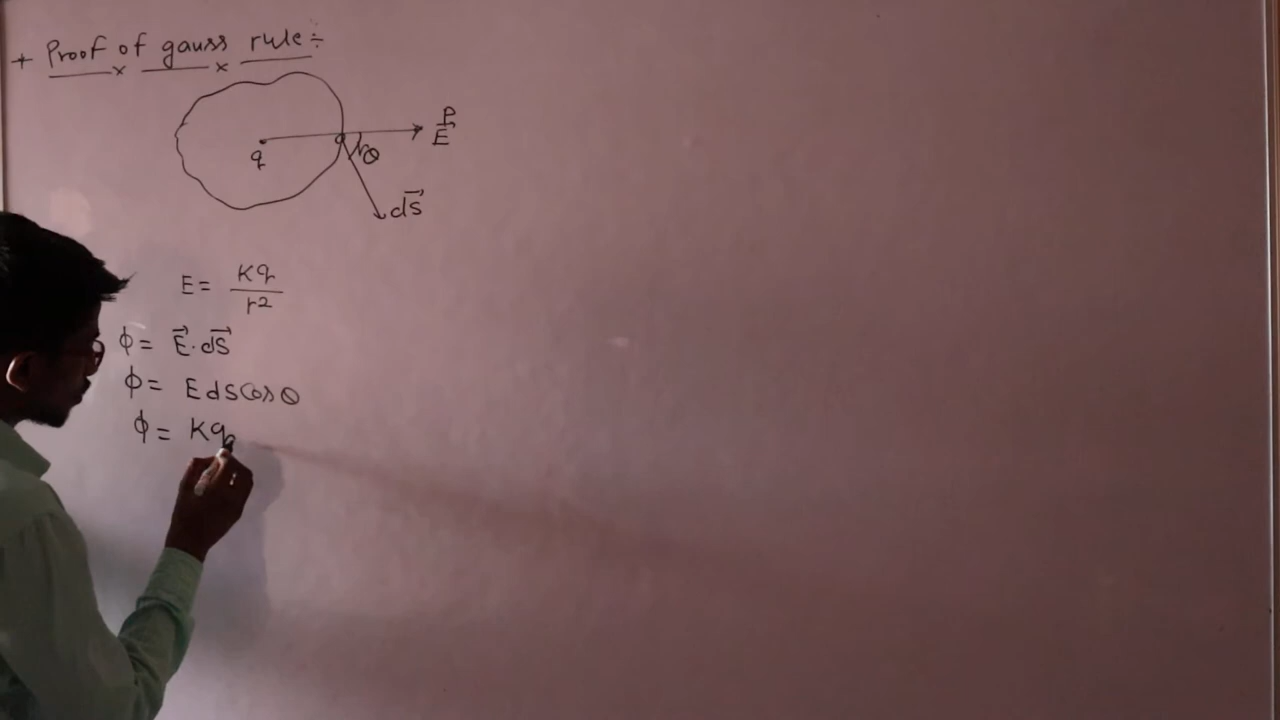 + Proof of gauss rule ÷
P
E⃗
q
θ
ds⃗
E = Kq / r²
ϕ = E⃗ · ds⃗
ϕ = E ds Cos θ
ϕ = Kq